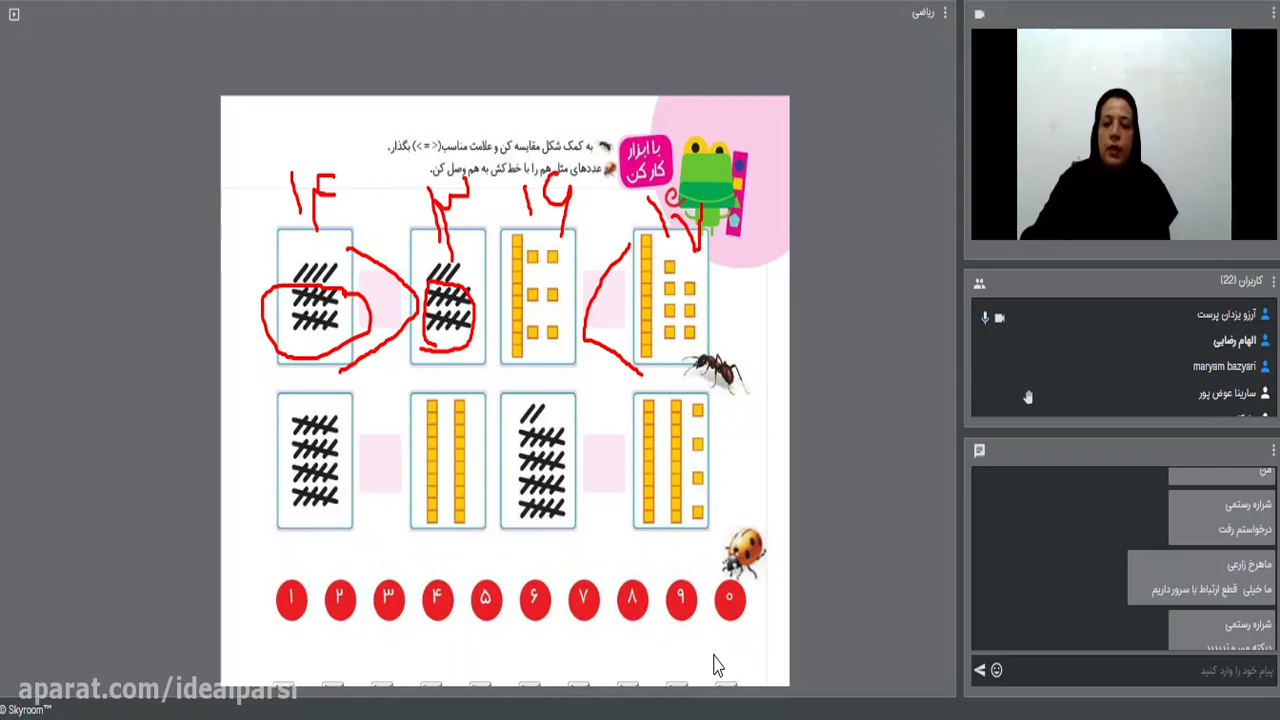 ریاضی
به کمک شکل مقایسه کن و علامت مناسب(< = >) بگذار.
عددهای مثل هم را با خط‌کش به هم وصل کن.
با ابزار
کار کن
۱۴
۱۳
۱۶
۱۷
۱ ۲ ۳ ۴ ۵ ۶ ۷ ۸ ۹ ۰
کاربران (22)
آرزو یزدان پرست
الهام رضایی
maryam bazyari
سارینا عوض پور
من
شراره رستمی
درخواستم رفت
ماهرخ زارعی
ما خیلی قطع ارتباط با سرور داریم
شراره رستمی
پیام خود را وارد کنید
aparat.com/idealparsi
© Skyroom™